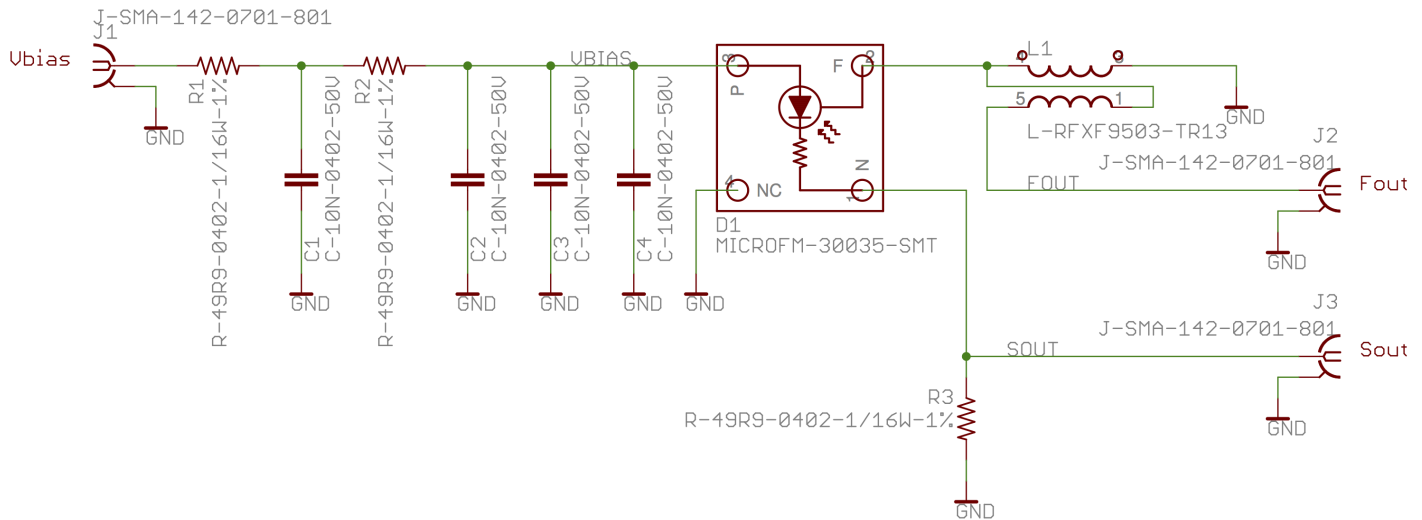 J-SMA-142-0701-801
J1
Vbias
R1
R-49R9-0402-1/16W-1%
R2
R-49R9-0402-1/16W-1%
VBIAS
C1
C-10N-0402-50V
C2
C-10N-0402-50V
C3
C-10N-0402-50V
C4
C-10N-0402-50V
GND
GND
GND
GND
GND
GND
P
F
2
N
1
4
NC
D1
MICROFM-30035-SMT
L1
5
1
L-RFXF9503-TR13
GND
J2
J-SMA-142-0701-801
FOUT
Fout
GND
J3
J-SMA-142-0701-801
SOUT
Sout
GND
R3
R-49R9-0402-1/16W-1%
GND